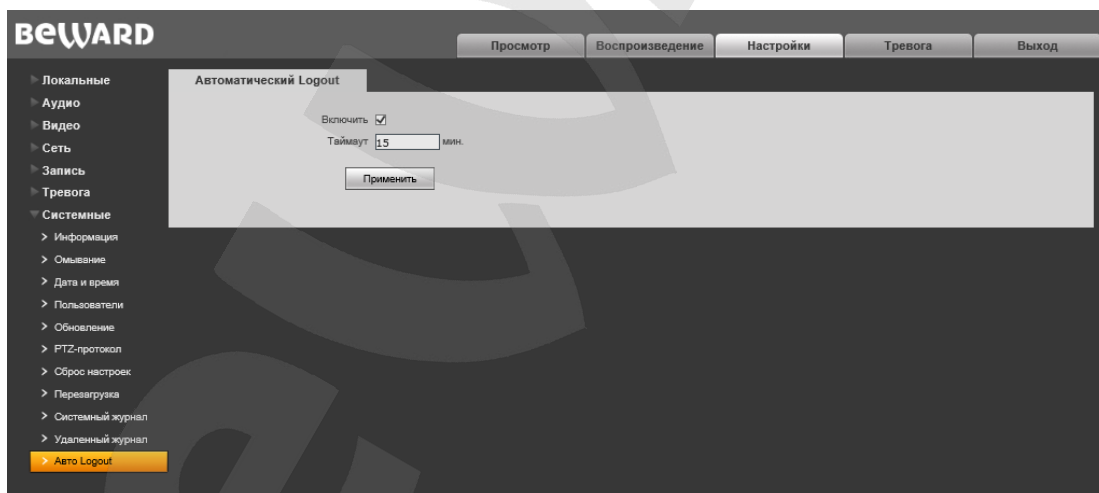 BEWARD
Просмотр
Воспроизведение
Настройки
Тревога
Выход
Локальные
Аудио
Видео
Сеть
Запись
Тревога
Системные
Информация
Омывание
Дата и время
Пользователи
Обновление
PTZ-протокол
Сброс настроек
Перезагрузка
Системный журнал
Удаленный журнал
Авто Logout
Автоматический Logout
Включить
Таймаут 15 мин.
Применить